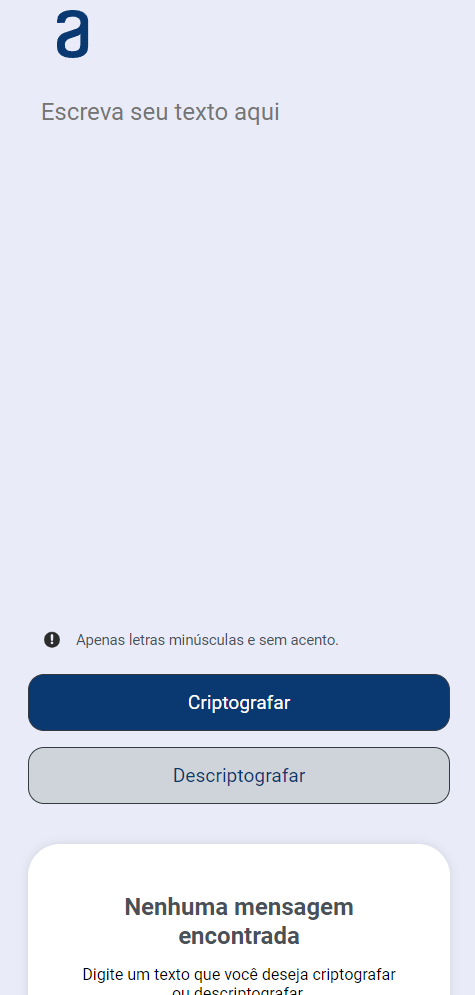 a
Escreva seu texto aqui
Apenas letras minúsculas e sem acento.
Criptografar
Descriptografar
Nenhuma mensagem
encontrada
Digite um texto que você deseja criptografar
ou descriptografar.